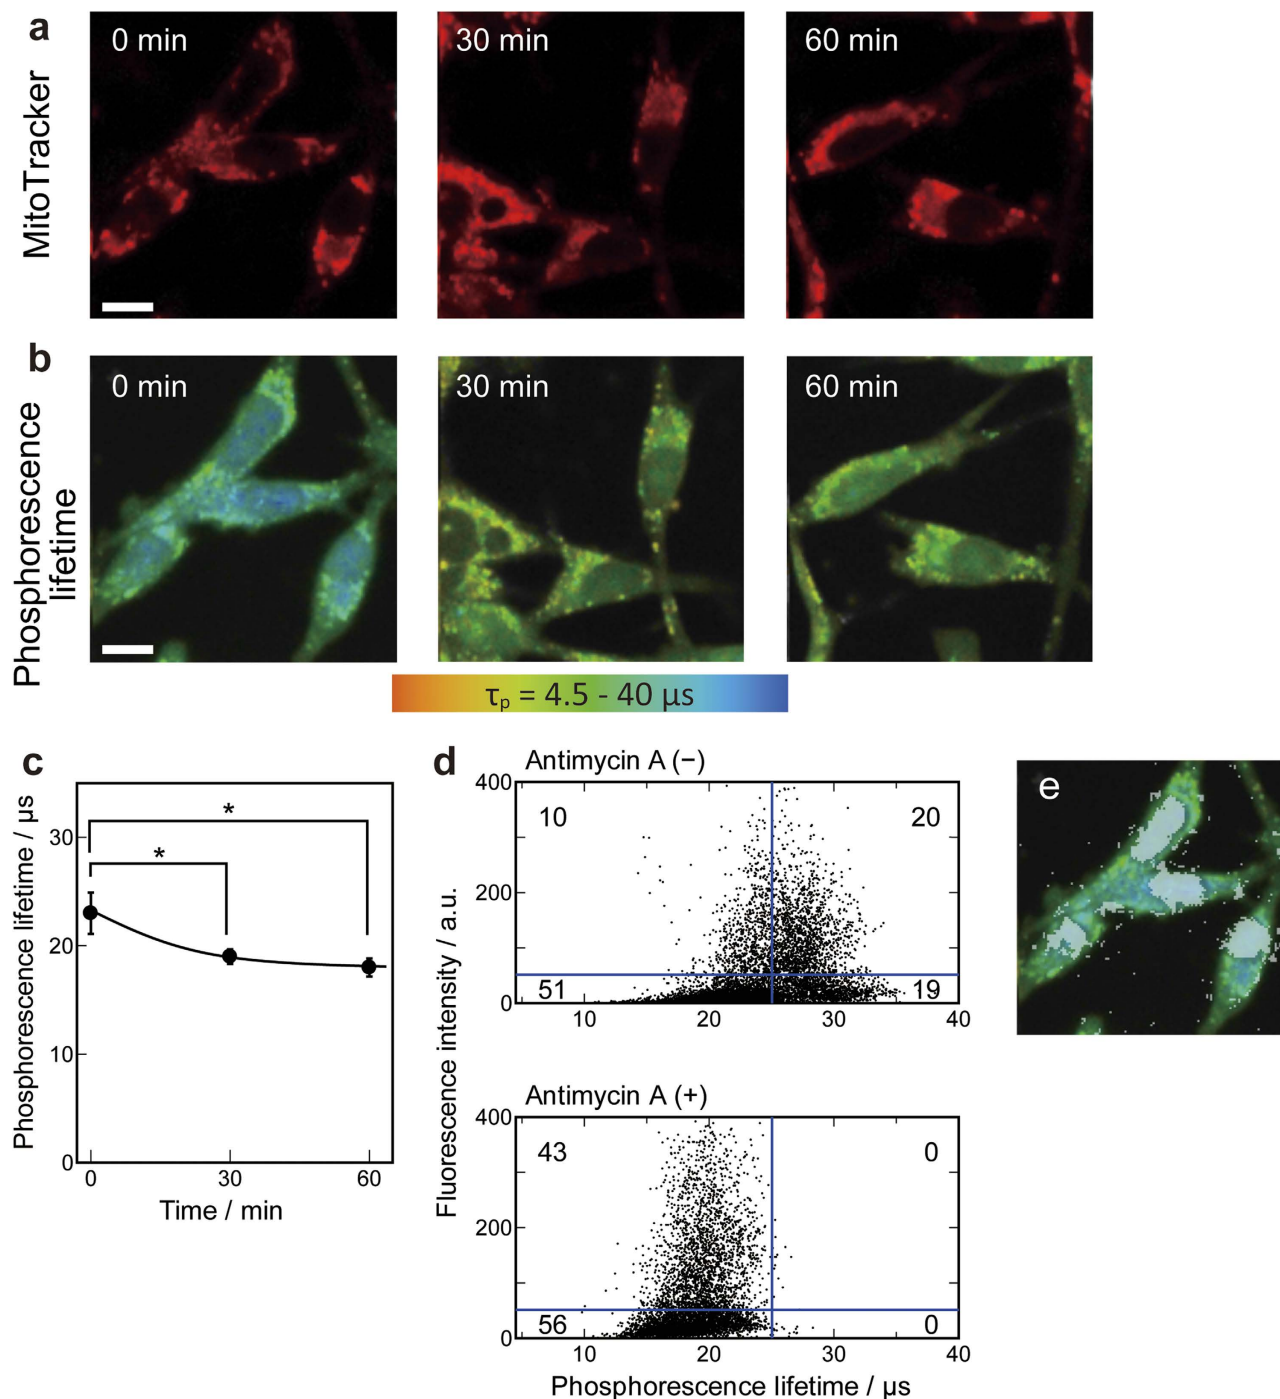 a
MitoTracker
0 min
30 min
60 min
b
Phosphorescence
lifetime
0 min
30 min
60 min
τp = 4.5 - 40 µs
c
Phosphorescence lifetime / µs
30
20
10
0
*
*
0
30
60
Time / min
d
Fluorescence intensity / a.u.
Antimycin A (−)
400
200
0
10
20
51
19
10
20
30
40
Antimycin A (+)
400
200
0
43
0
56
0
10
20
30
40
Phosphorescence lifetime / µs
e